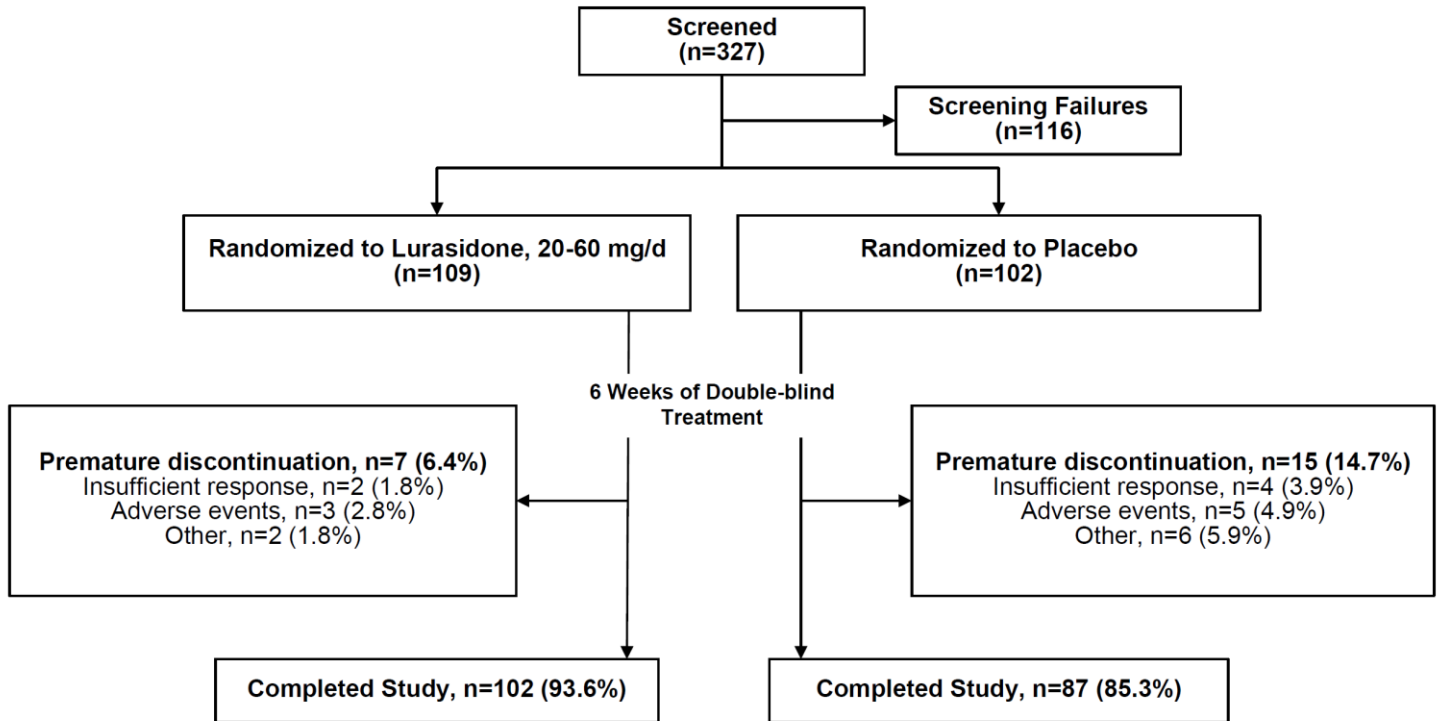 Screened
(n=327)
Screening Failures
(n=116)
Randomized to Lurasidone, 20-60 mg/d
(n=109)
Randomized to Placebo
(n=102)
6 Weeks of Double-blind
Treatment
Premature discontinuation, n=7 (6.4%)
Insufficient response, n=2 (1.8%)
Adverse events, n=3 (2.8%)
Other, n=2 (1.8%)
Premature discontinuation, n=15 (14.7%)
Insufficient response, n=4 (3.9%)
Adverse events, n=5 (4.9%)
Other, n=6 (5.9%)
Completed Study, n=102 (93.6%)
Completed Study, n=87 (85.3%)